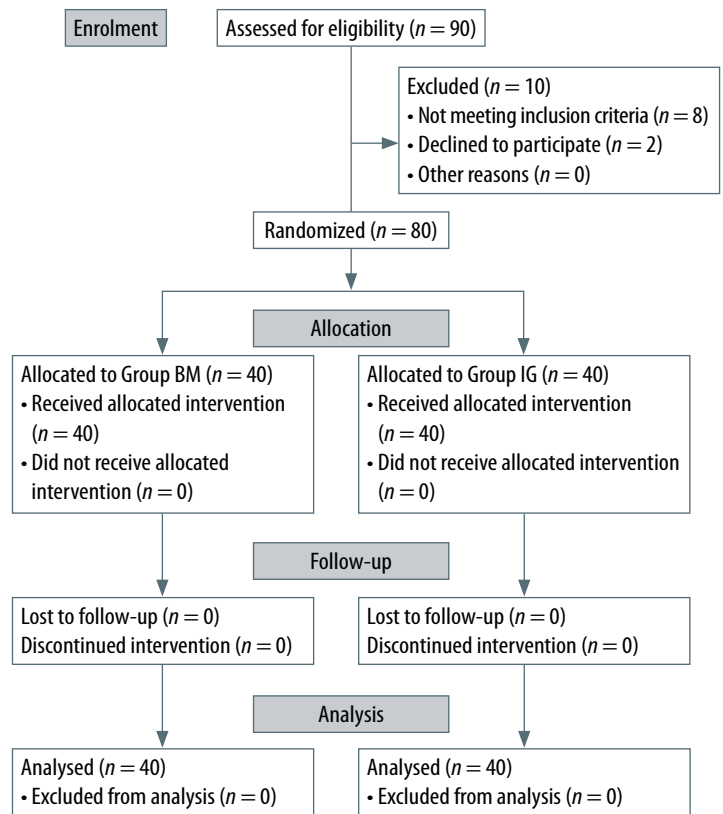 Enrolment
Assessed for eligibility (n = 90)
Excluded (n = 10)
• Not meeting inclusion criteria (n = 8)
• Declined to participate (n = 2)
• Other reasons (n = 0)
Randomized (n = 80)
Allocation
Allocated to Group BM (n = 40)
• Received allocated intervention
(n = 40)
• Did not receive allocated
intervention (n = 0)
Allocated to Group IG (n = 40)
• Received allocated intervention
(n = 40)
• Did not receive allocated intervention
(n = 0)
Follow-up
Lost to follow-up (n = 0)
Discontinued intervention (n = 0)
Lost to follow-up (n = 0)
Discontinued intervention (n = 0)
Analysis
Analysed (n = 40)
• Excluded from analysis (n = 0)
Analysed (n = 40)
• Excluded from analysis (n = 0)